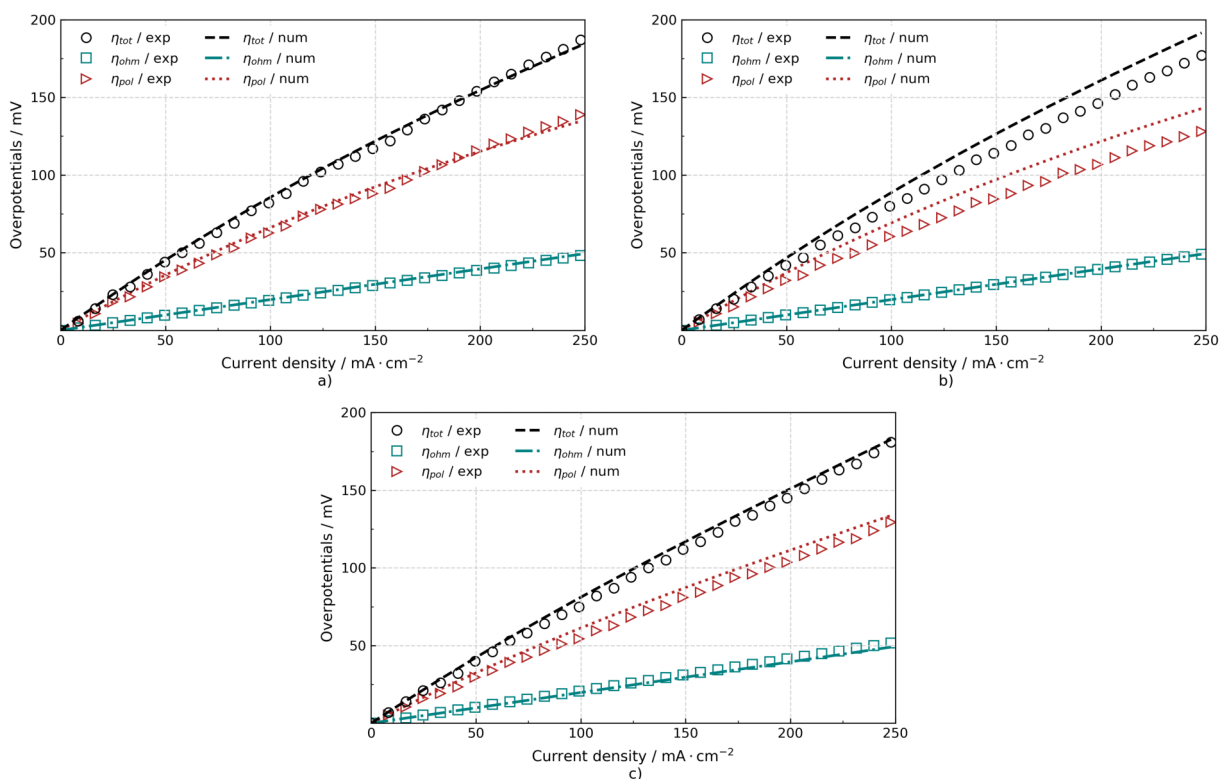 200
150
100
50
Overpotentials / mV
η_tot / exp
η_ohm / exp
η_pol / exp
η_tot / num
η_ohm / num
η_pol / num
0 50 100 150 200 250
Current density / mA · cm⁻²
a)
200
150
100
50
Overpotentials / mV
η_tot / exp
η_ohm / exp
η_pol / exp
η_tot / num
η_ohm / num
η_pol / num
0 50 100 150 200 250
Current density / mA · cm⁻²
b)
200
150
100
50
Overpotentials / mV
η_tot / exp
η_ohm / exp
η_pol / exp
η_tot / num
η_ohm / num
η_pol / num
0 50 100 150 200 250
Current density / mA · cm⁻²
c)